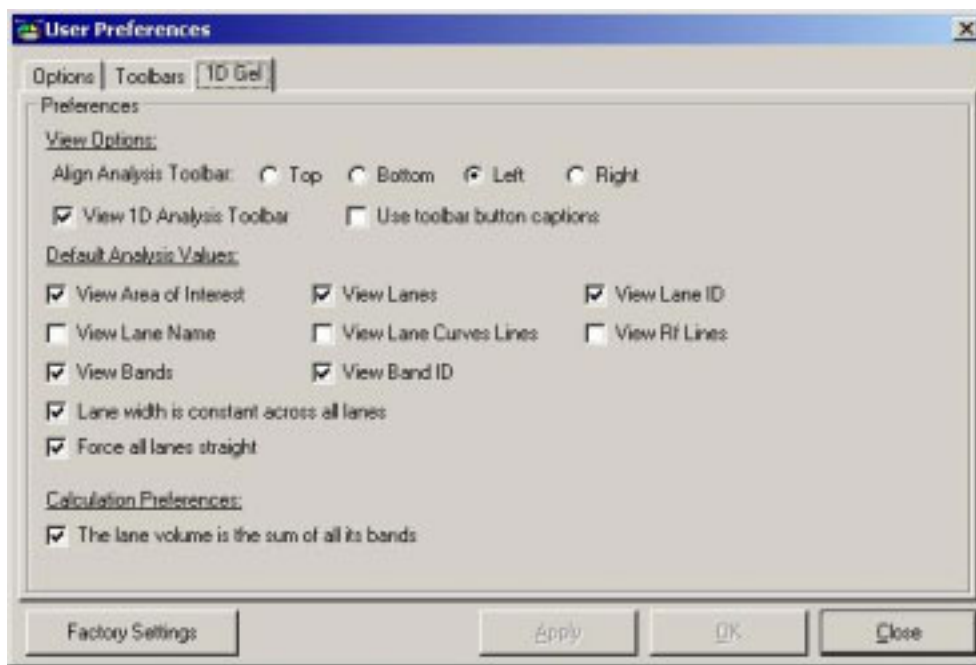 User Preferences
Options Toolbars 1D Gel
Preferences
View Options:
Align Analysis Toolbar: Top Bottom Left Right
View 1D Analysis Toolbar Use toolbar button captions
Default Analysis Values:
View Area of Interest View Lanes View Lane ID
View Lane Name View Lane Curves Lines View Rf Lines
View Bands View Band ID
Lane width is constant across all lanes
Force all lanes straight
Calculation Preferences:
The lane volume is the sum of all its bands
Factory Settings Apply OK Close